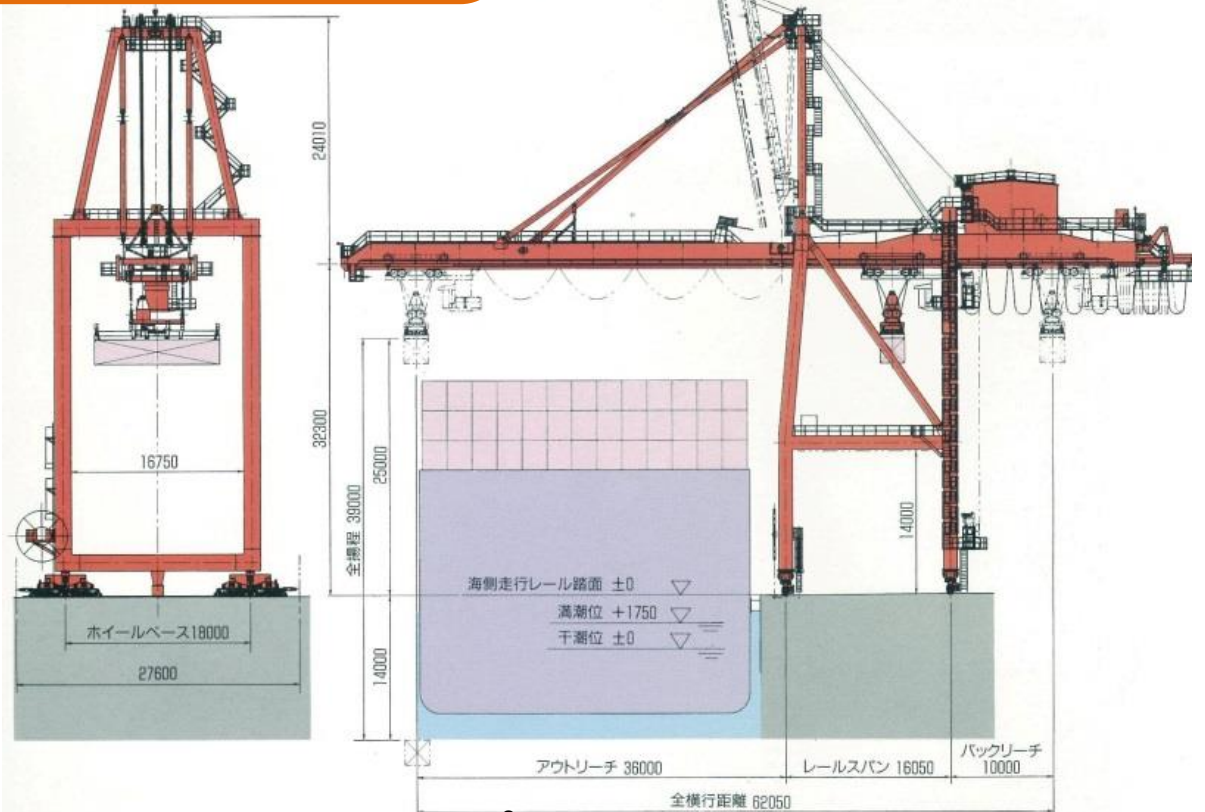 24010
32300
16750
ホイールベース18000
27600
全揚程 39000
25000
14000
海側走行レール踏面 ±0
満潮位 +1750
干潮位 ±0
14000
アウトリーチ 36000
レールスパン 16050
バックリーチ
10000
全横行距離 62050